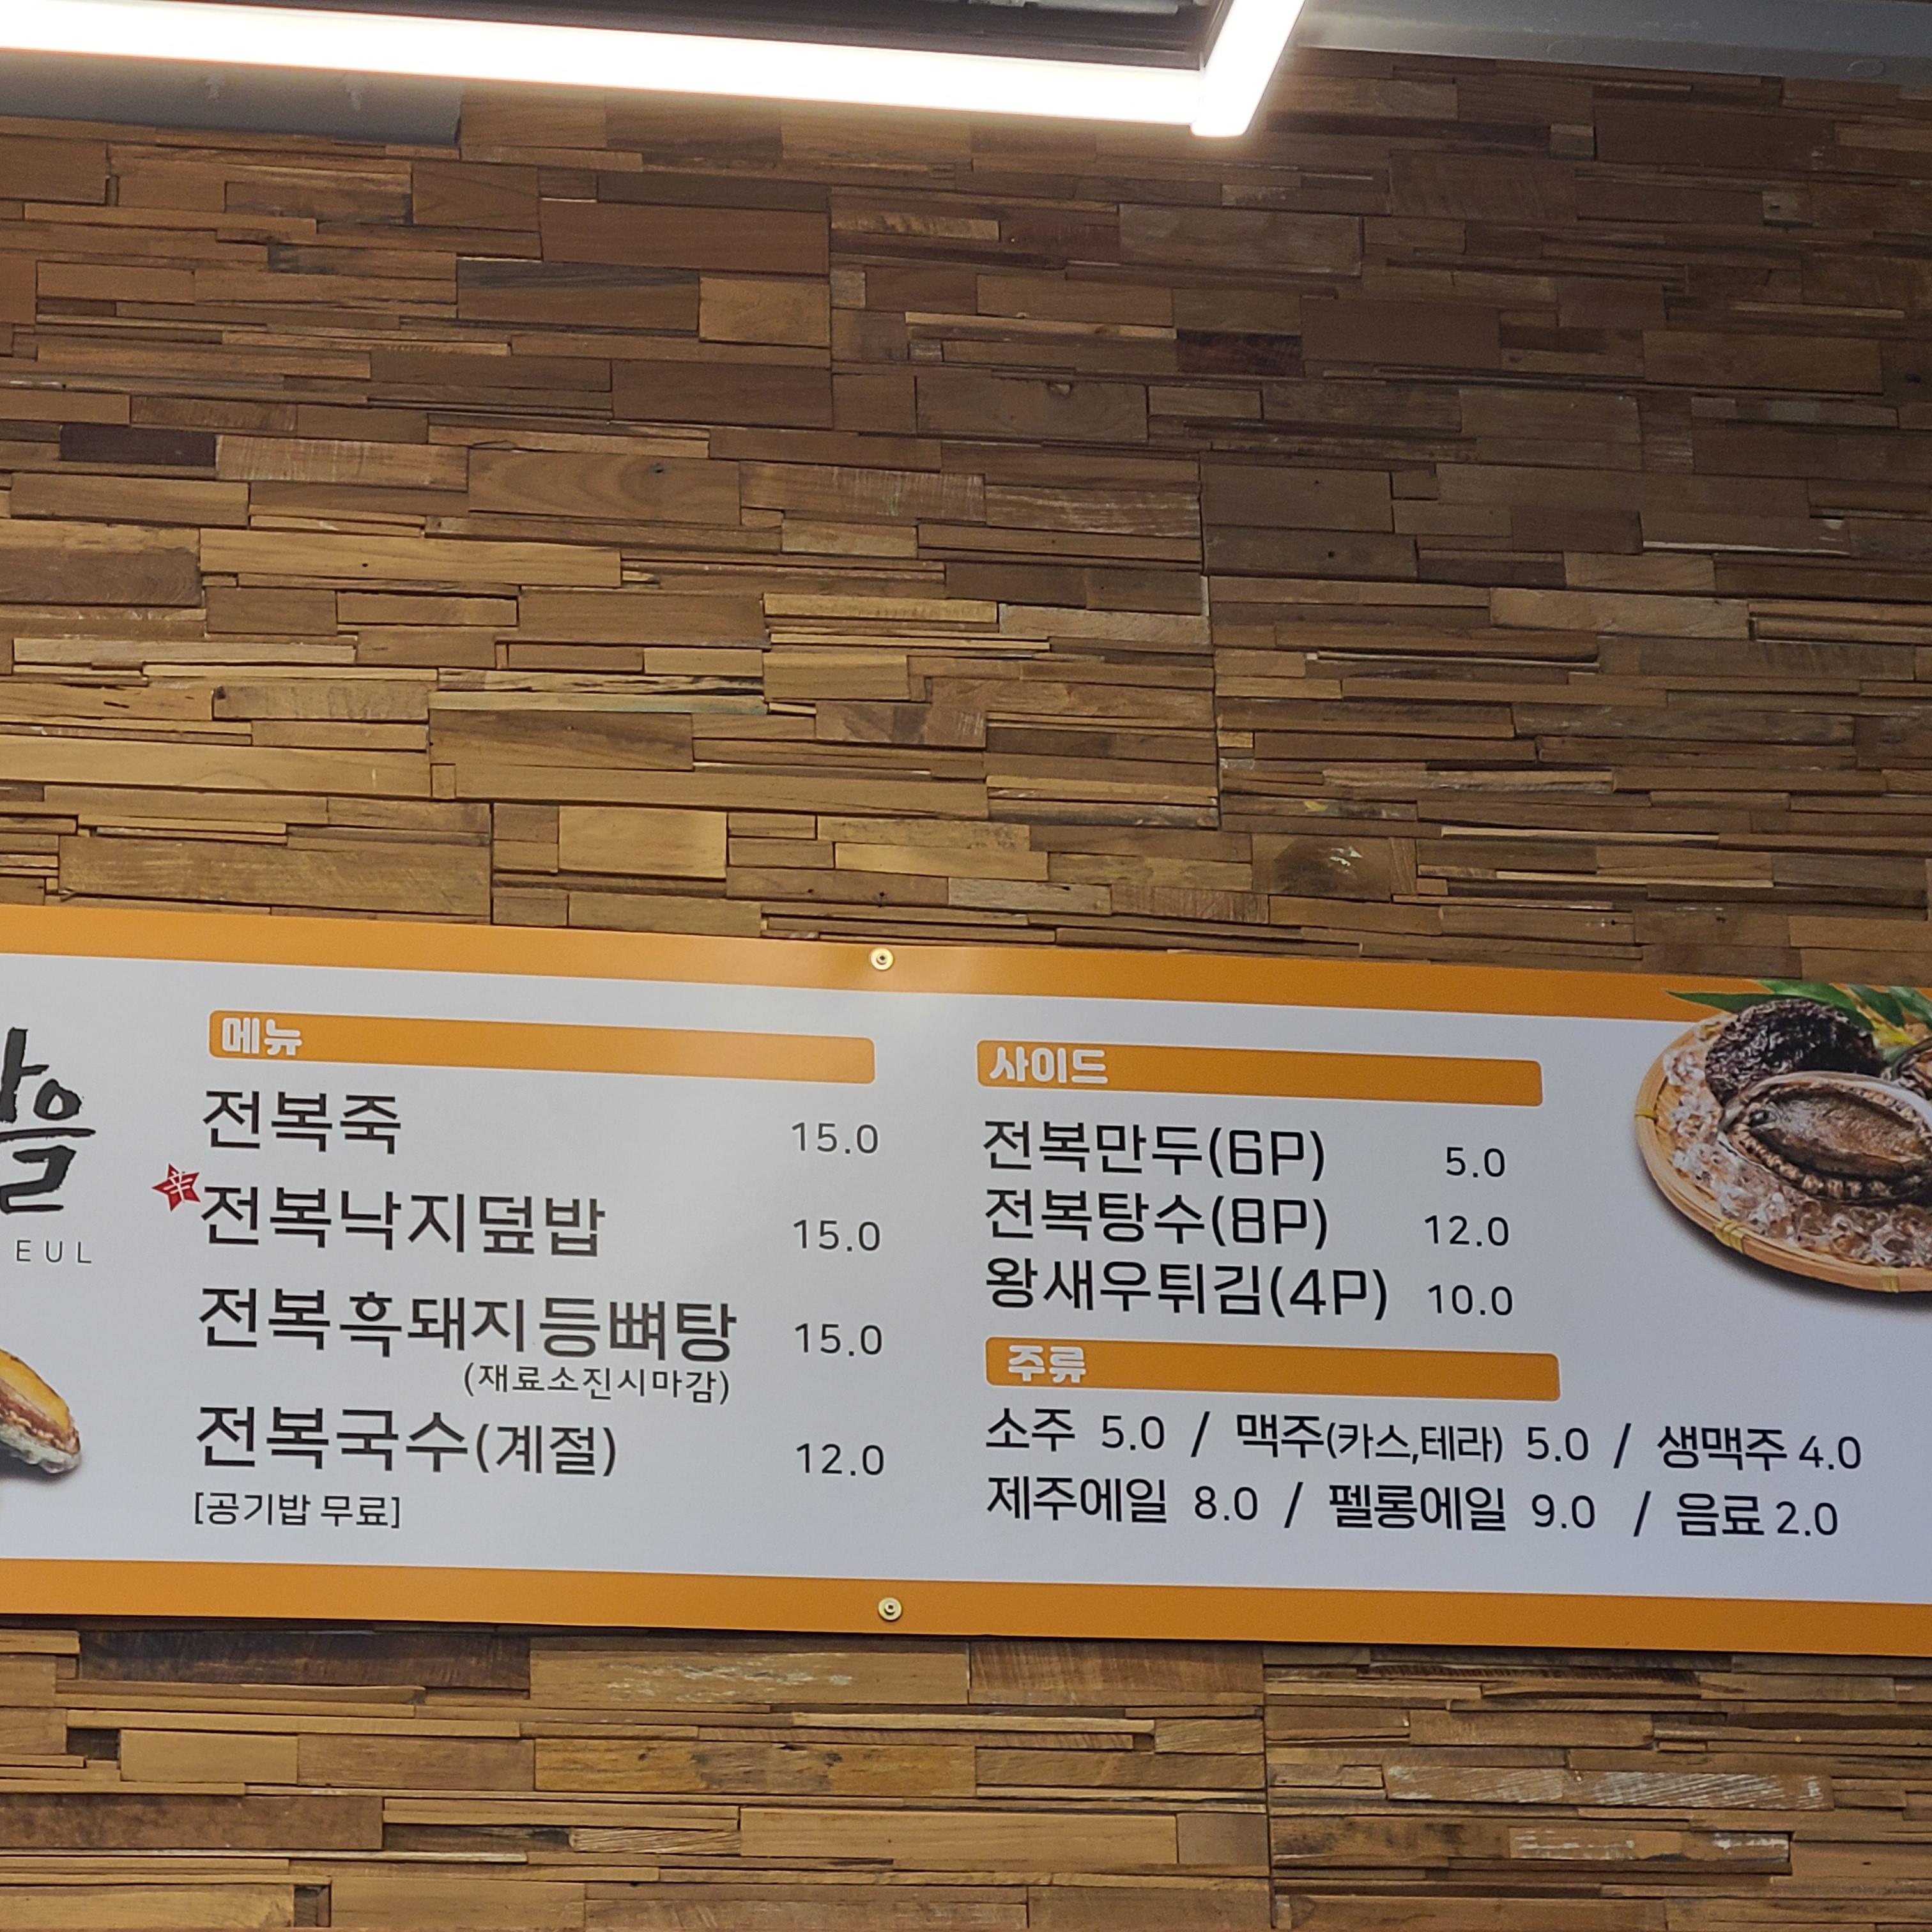 을
EUL
메뉴
전복죽 15.0
전복낙지덮밥 15.0
전복흑돼지등뼈탕 15.0
(재료소진시마감)
전복국수(계절) 12.0
[공기밥 무료]
사이드
전복만두(6P) 5.0
전복탕수(8P) 12.0
왕새우튀김(4P) 10.0
주류
소주 5.0 / 맥주(카스,테라) 5.0 / 생맥주 4.0
제주에일 8.0 / 펠롱에일 9.0 / 음료 2.0